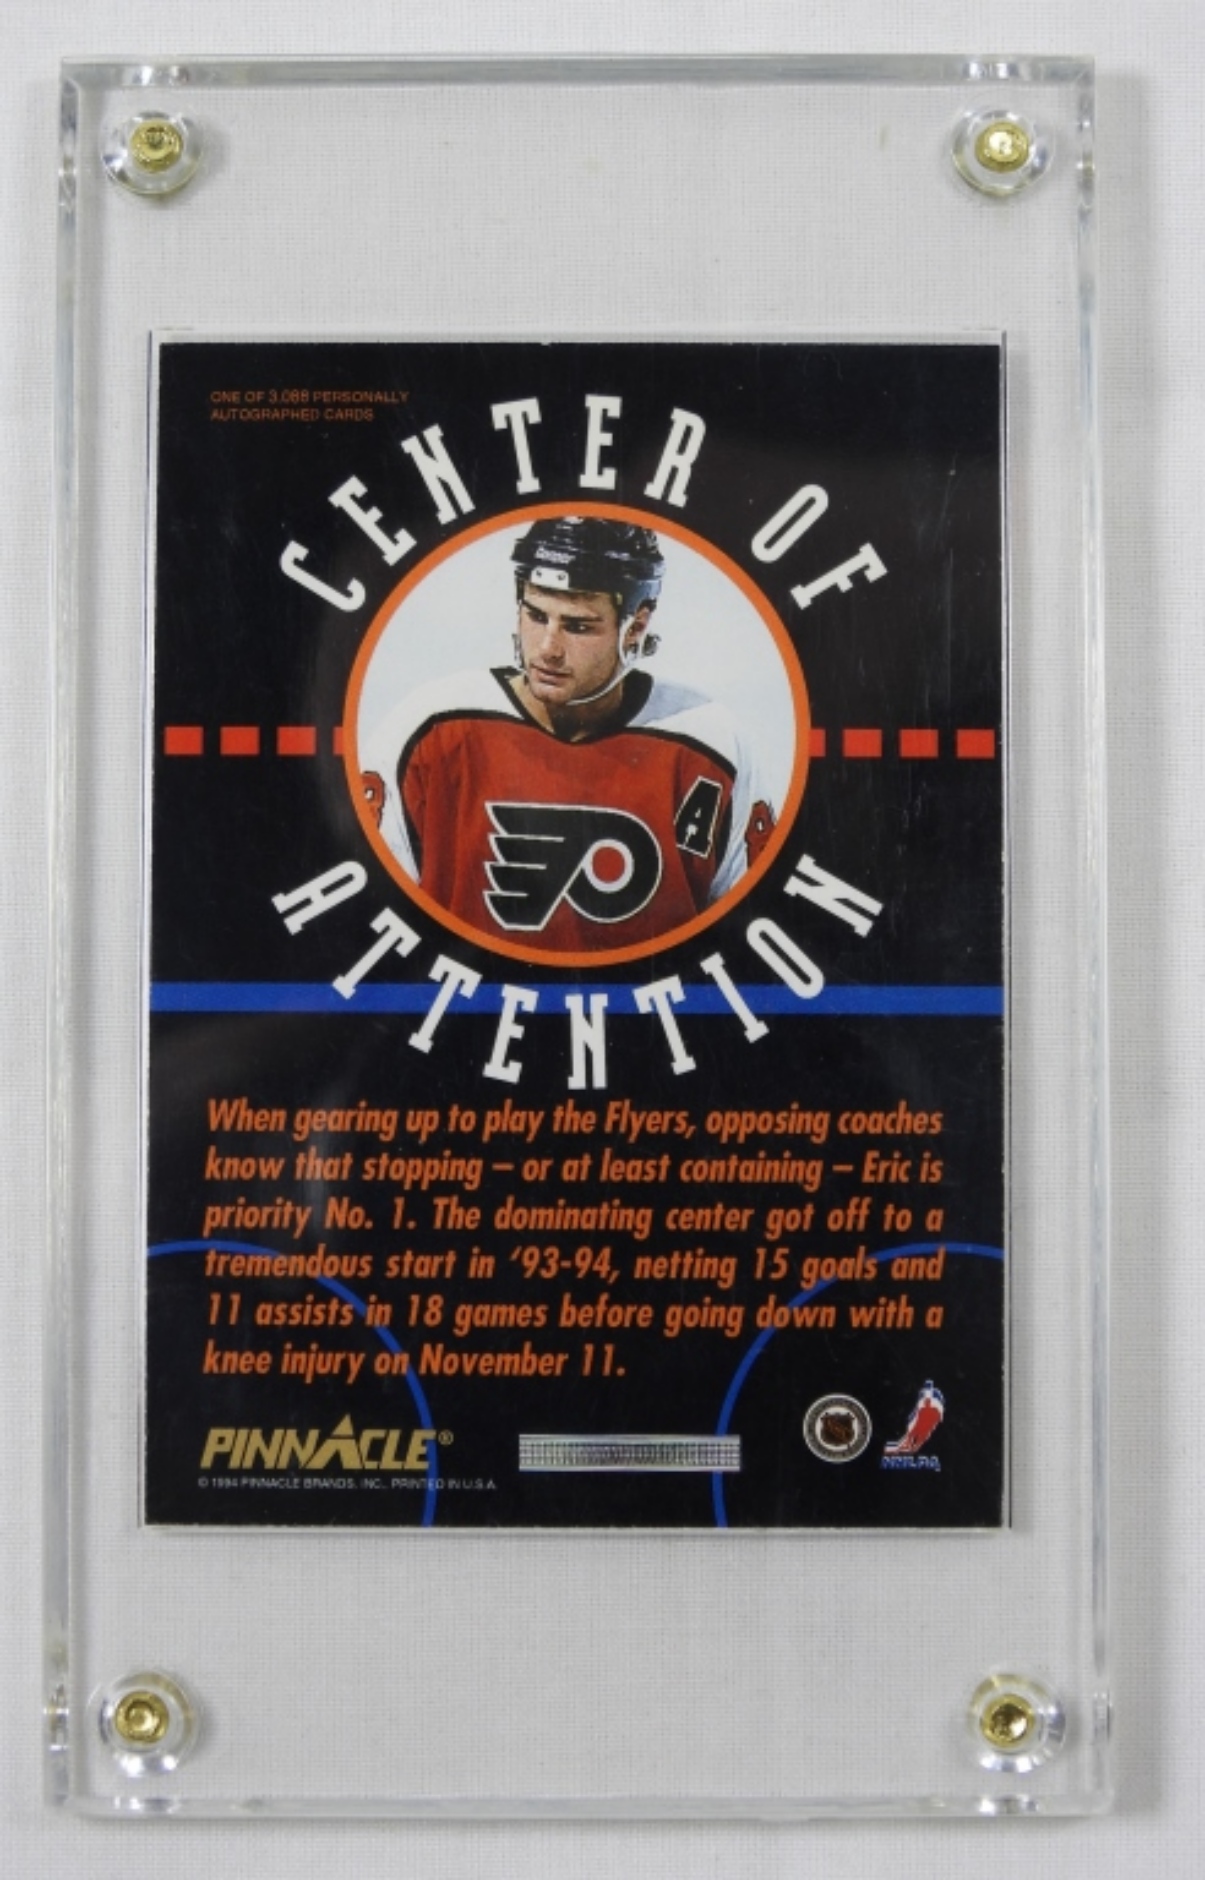 ONE OF 3,088 PERSONALLY
AUTOGRAPHED CARDS
CENTER OF
A
ATTENTION
When gearing up to play the Flyers, opposing coaches
know that stopping – or at least containing – Eric is
priority No. 1. The dominating center got off to a
tremendous start in '93-94, netting 15 goals and
11 assists in 18 games before going down with a
knee injury on November 11.
PINNACLE®
© 1994 PINNACLE BRANDS, INC., PRINTED IN U.S.A.
NHLPA